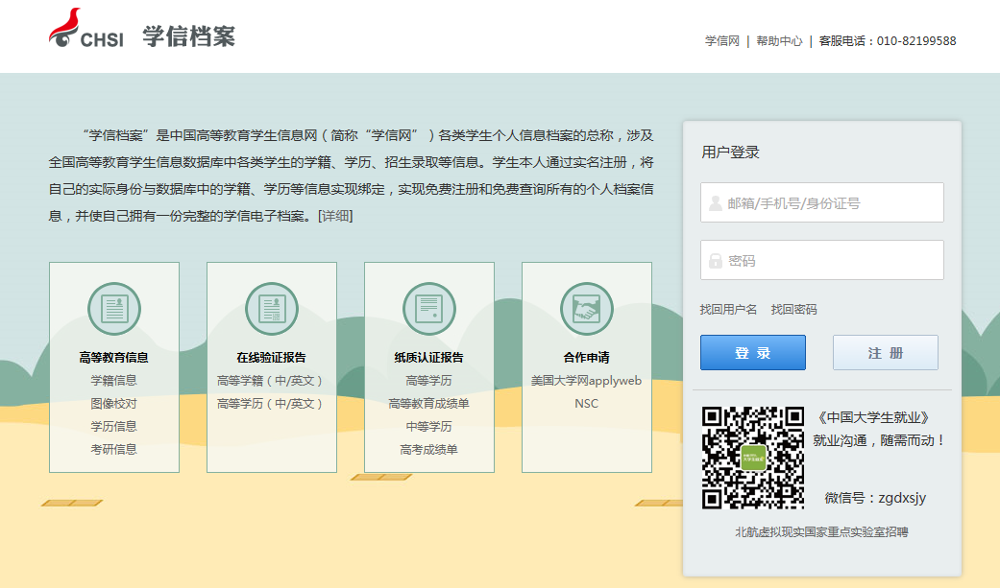 CHSI 学信档案
学信网 | 帮助中心 | 客服电话：010-82199588
“学信档案”是中国高等教育学生信息网（简称“学信网”）各类学生个人信息档案的总称，涉及
全国高等教育学生信息数据库中各类学生的学籍、学历、招生录取等信息。学生本人通过实名注册，将
自己的实际身份与数据库中的学籍、学历等信息实现绑定，实现免费注册和免费查询所有的个人档案信
息，并使自己拥有一份完整的学信电子档案。[详细]
高等教育信息
学籍信息
图像校对
学历信息
考研信息
在线验证报告
高等学籍（中/英文）
高等学历（中/英文）
纸质认证报告
高等学历
高等教育成绩单
中等学历
高考成绩单
合作申请
美国大学网applyweb
NSC
用户登录
邮箱/手机号/身份证号
密码
找回用户名 找回密码
登 录 注 册
《中国大学生就业》
就业沟通，随需而动！
微信号：zgdxsjy
北航虚拟现实国家重点实验室招聘